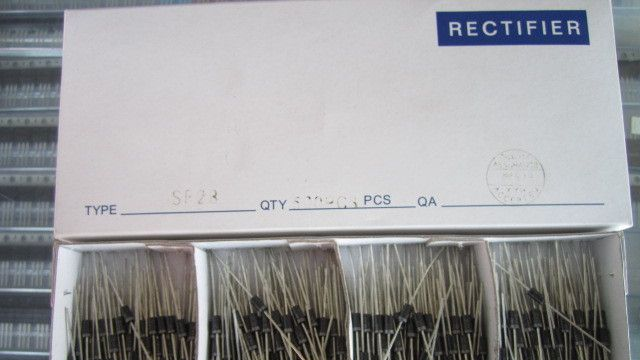 RECTIFIER
TYPE SF28 QTY PCS QA